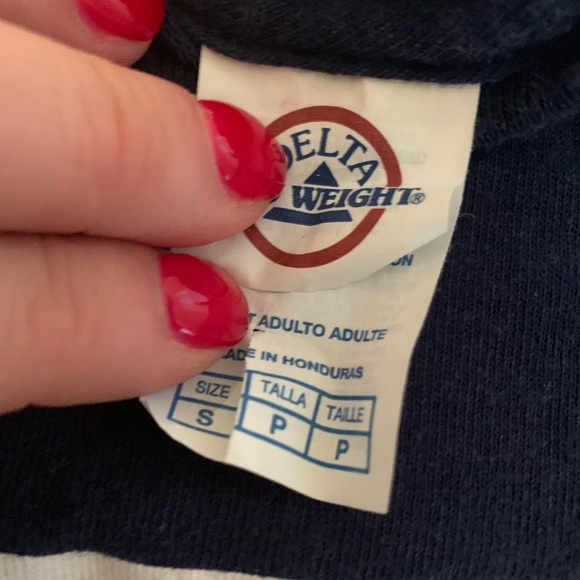 DELTA
WEIGHT®
ADULTO ADULTE
IN HONDURAS
SIZE TALLA TAILLE
S P P